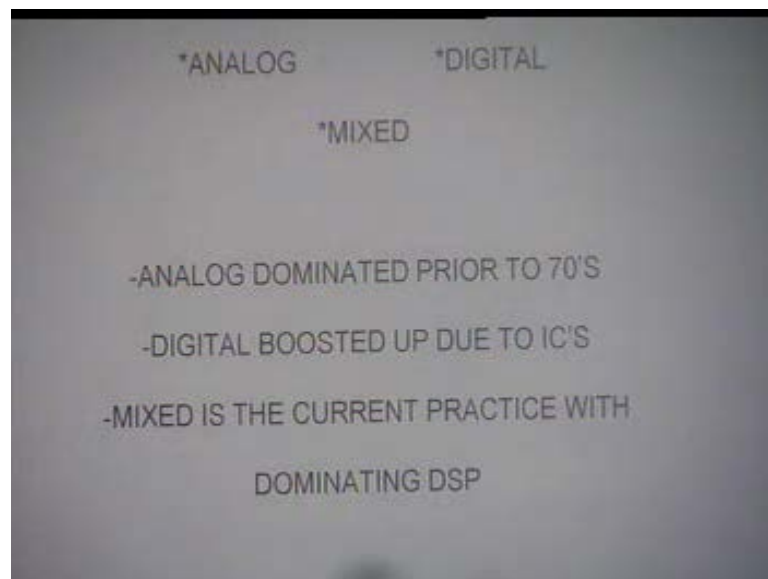 *ANALOG *DIGITAL
*MIXED
-ANALOG DOMINATED PRIOR TO 70'S
-DIGITAL BOOSTED UP DUE TO IC'S
-MIXED IS THE CURRENT PRACTICE WITH
DOMINATING DSP